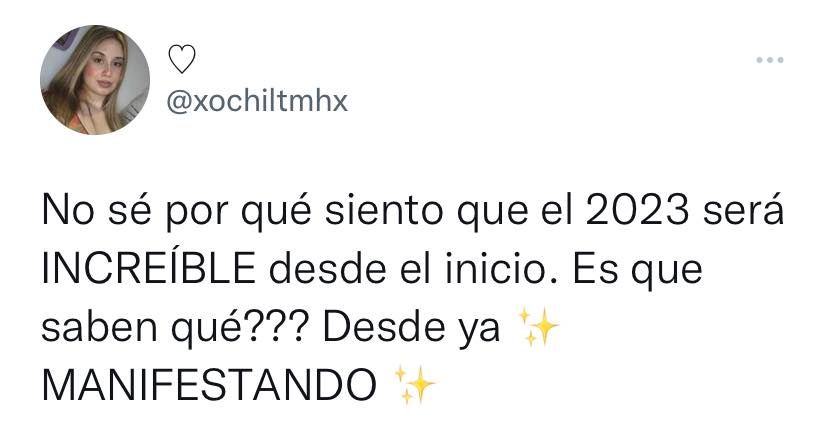 ♡
@xochiltmhx
No sé por qué siento que el 2023 será
INCREÍBLE desde el inicio. Es que
saben qué??? Desde ya ✨
MANIFESTANDO ✨